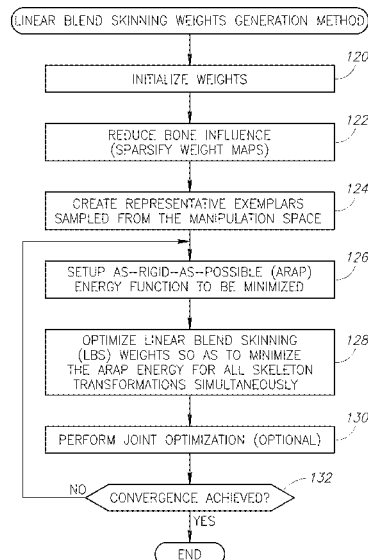 LINEAR BLEND SKINNING WEIGHTS GENERATION METHOD
120
INITIALIZE WEIGHTS
122
REDUCE BONE INFLUENCE
(SPARSIFY WEIGHT MAPS)
124
CREATE REPRESENTATIVE EXEMPLARS
SAMPLED FROM THE MANIPULATION SPACE
126
SETUP AS-RIGID-AS-POSSIBLE (ARAP)
ENERGY FUNCTION TO BE MINIMIZED
128
OPTIMIZE LINEAR BLEND SKINNING
(LBS) WEIGHTS SO AS TO MINIMIZE
THE ARAP ENERGY FOR ALL SKELETON
TRANSFORMATIONS SIMULTANEOUSLY
130
PERFORM JOINT OPTIMIZATION (OPTIONAL)
132
NO
CONVERGENCE ACHIEVED?
YES
END